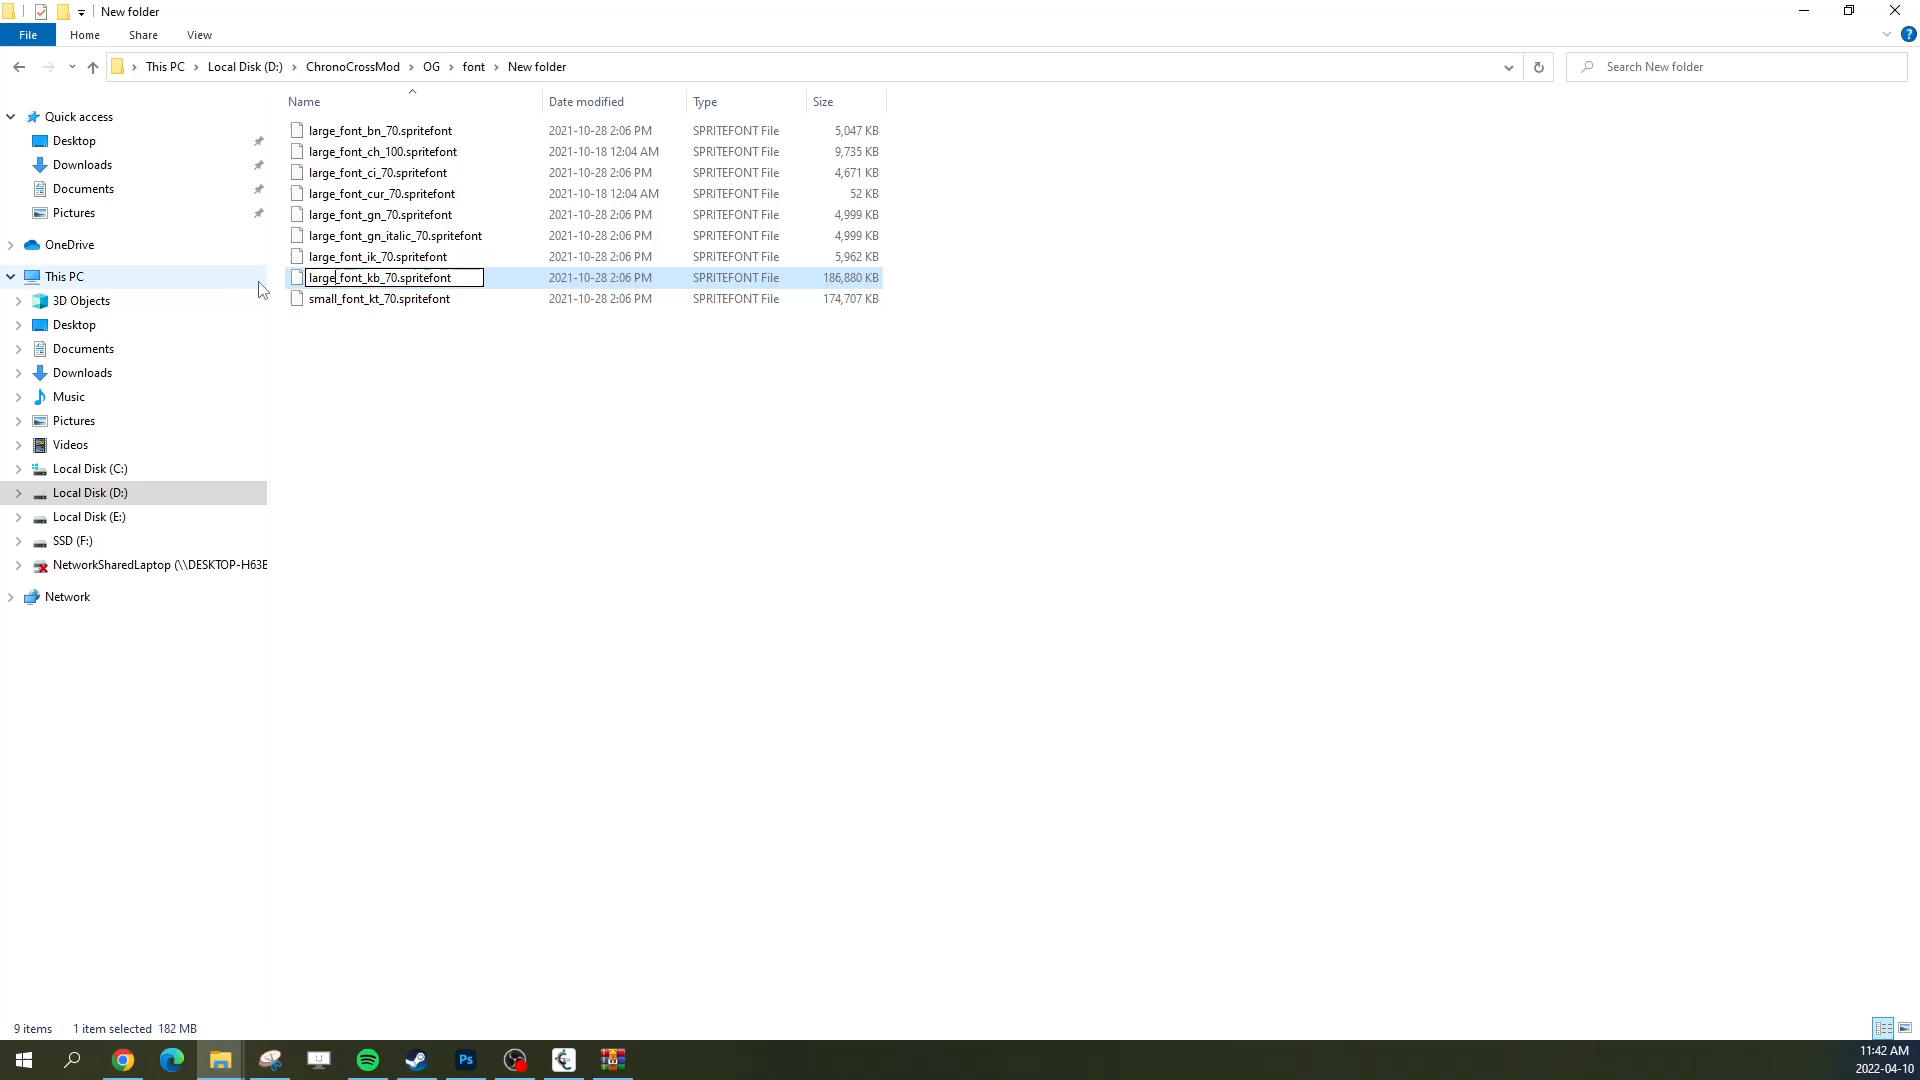 New folder
File Home Share View
This PC Local Disk (D:) ChronoCrossMod OG font New folder
Search New folder
Name Date modified Type Size
Quick access
Desktop
Downloads
Documents
Pictures
OneDrive
This PC
3D Objects
Desktop
Documents
Downloads
Music
Pictures
Videos
Local Disk (C:)
Local Disk (D:)
Local Disk (E:)
SSD (F:)
NetworkSharedLaptop (\\DESKTOP-H63E
Network
large_font_bn_70.spritefont 2021-10-28 2:06 PM SPRITEFONT File 5,047 KB
large_font_ch_100.spritefont 2021-10-18 12:04 AM SPRITEFONT File 9,735 KB
large_font_ci_70.spritefont 2021-10-28 2:06 PM SPRITEFONT File 4,671 KB
large_font_cur_70.spritefont 2021-10-18 12:04 AM SPRITEFONT File 52 KB
large_font_gn_70.spritefont 2021-10-28 2:06 PM SPRITEFONT File 4,999 KB
large_font_gn_italic_70.spritefont 2021-10-28 2:06 PM SPRITEFONT File 4,999 KB
large_font_ik_70.spritefont 2021-10-28 2:06 PM SPRITEFONT File 5,962 KB
large_font_kb_70.spritefont 2021-10-28 2:06 PM SPRITEFONT File 186,880 KB
small_font_kt_70.spritefont 2021-10-28 2:06 PM SPRITEFONT File 174,707 KB
9 items 1 item selected 182 MB
Ps
11:42 AM
2022-04-10